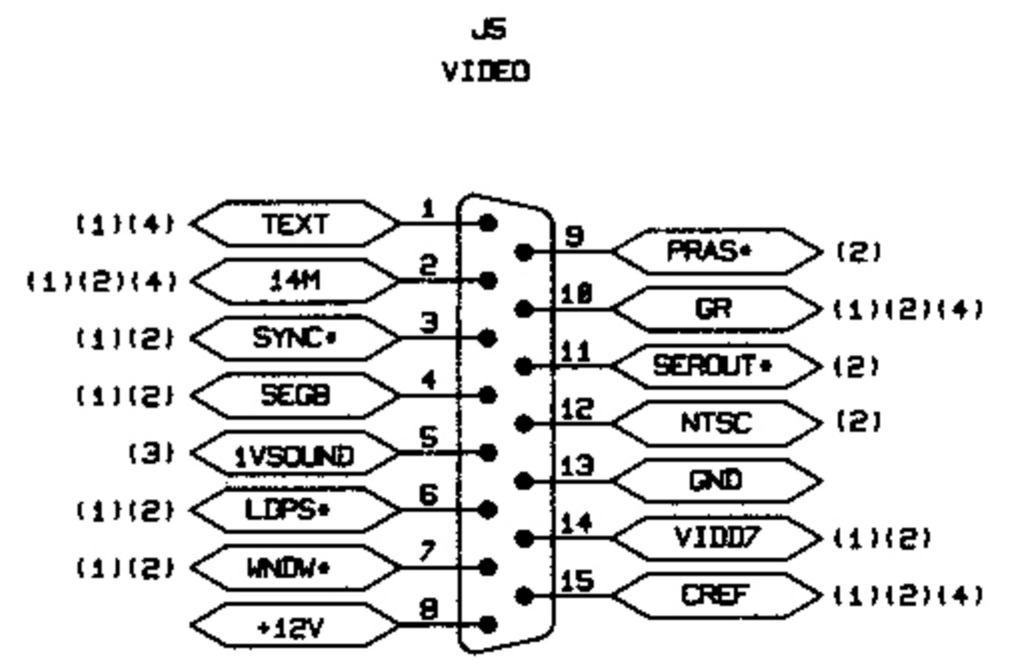 J5
VIDEO
(1)(4) TEXT 1
9 PRAS* (2)
(1)(2)(4) 14M 2
10 GR (1)(2)(4)
(1)(2) SYNC* 3
11 SEROUT* (2)
(1)(2) SEGB 4
12 NTSC (2)
(3) 1VSOUND 5
13 GND
(1)(2) LDPS* 6
14 VIDD7 (1)(2)
(1)(2) WNDW* 7
15 CREF (1)(2)(4)
+12V 8